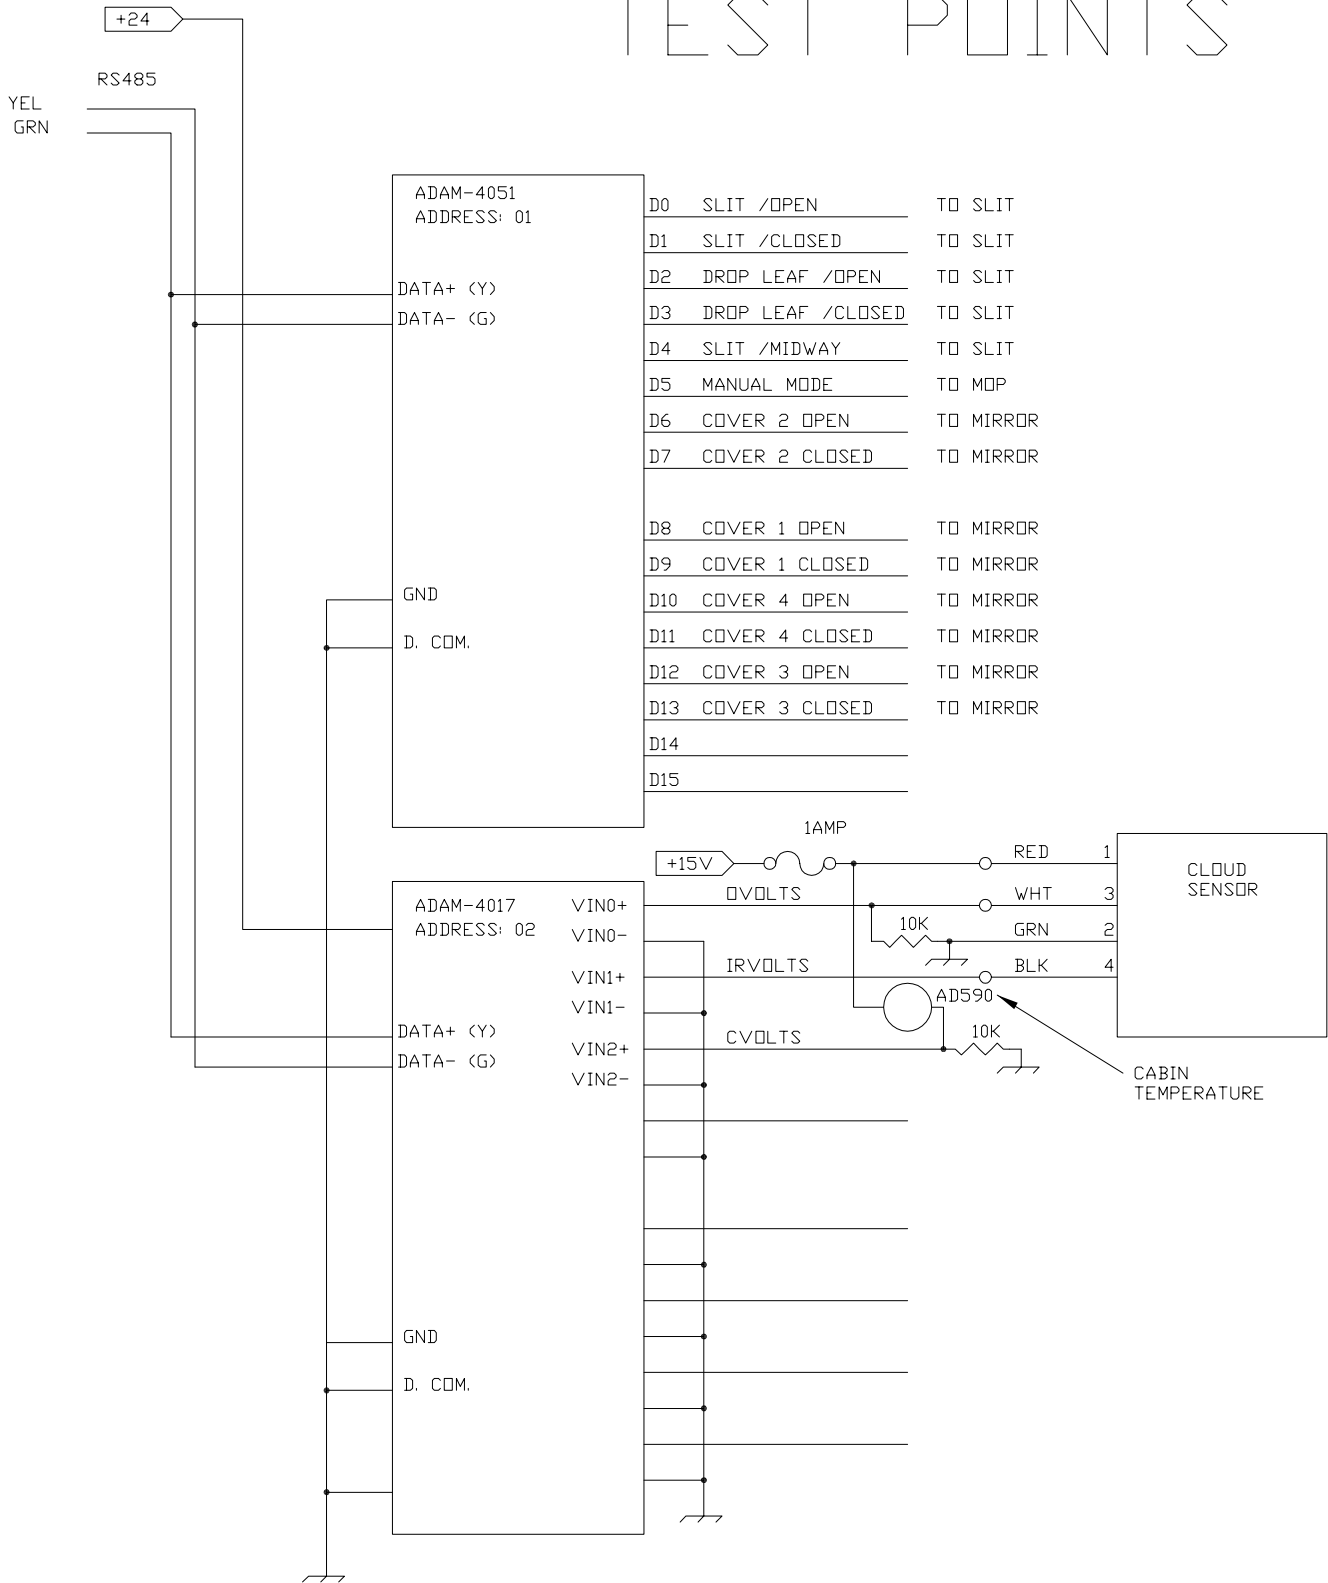 TEST POINTS
+24
RS485
YEL
GRN
ADAM-4051
ADDRESS: 01
DATA+ (Y)
DATA- (G)
GND
D. COM.
D0 SLIT /OPEN TO SLIT
D1 SLIT /CLOSED TO SLIT
D2 DROP LEAF /OPEN TO SLIT
D3 DROP LEAF /CLOSED TO SLIT
D4 SLIT /MIDWAY TO SLIT
D5 MANUAL MODE TO MOP
D6 COVER 2 OPEN TO MIRROR
D7 COVER 2 CLOSED TO MIRROR
D8 COVER 1 OPEN TO MIRROR
D9 COVER 1 CLOSED TO MIRROR
D10 COVER 4 OPEN TO MIRROR
D11 COVER 4 CLOSED TO MIRROR
D12 COVER 3 OPEN TO MIRROR
D13 COVER 3 CLOSED TO MIRROR
D14
D15
1AMP
+15V
RED 1
CLOUD
SENSOR
ADAM-4017
ADDRESS: 02
VIN0+
VIN0-
VIN1+
VIN1-
VIN2+
VIN2-
DATA+ (Y)
DATA- (G)
GND
D. COM.
OVOLTS
WHT 3
10K
GRN 2
IRVOLTS
BLK 4
AD590
CVOLTS
10K
CABIN
TEMPERATURE